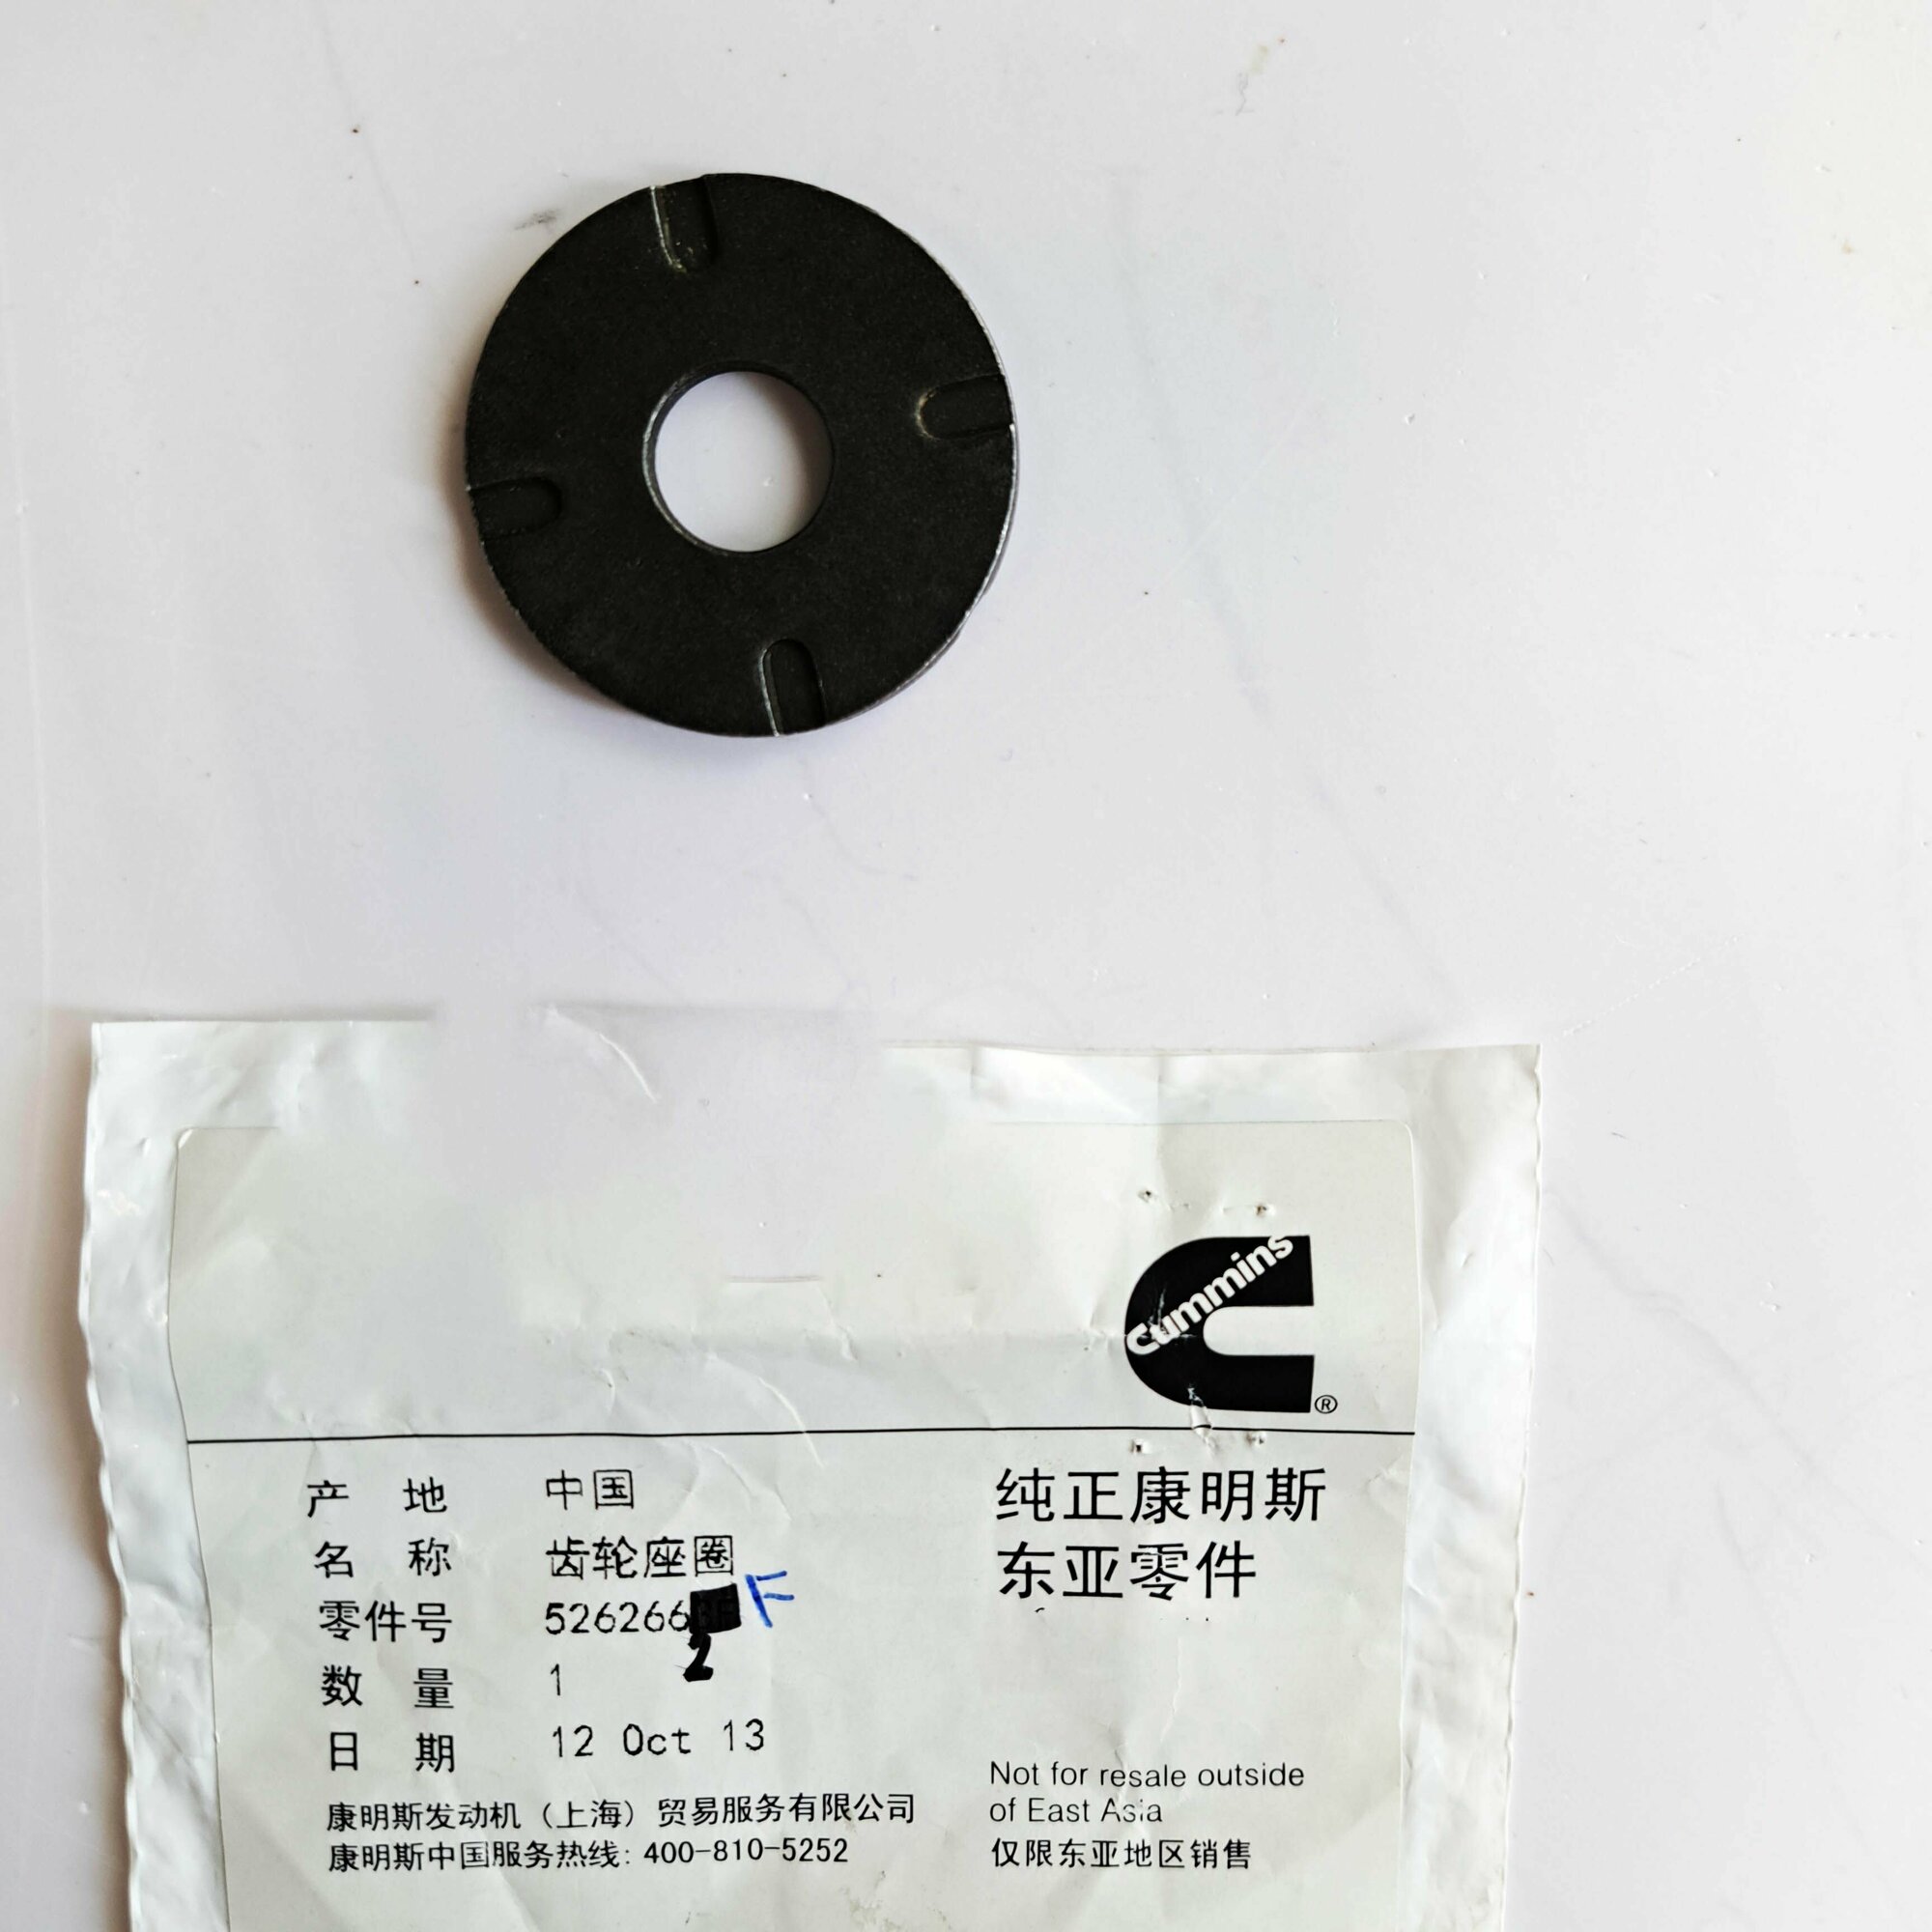 Cummins
®
产 地 中国
名 称 齿轮座圈
零件号 526266 F
2
数 量 1
日 期 12 Oct 13
康明斯发动机（上海）贸易服务有限公司
康明斯中国服务热线: 400-810-5252
纯正康明斯
东亚零件
Not for resale outside
of East Asia
仅限东亚地区销售